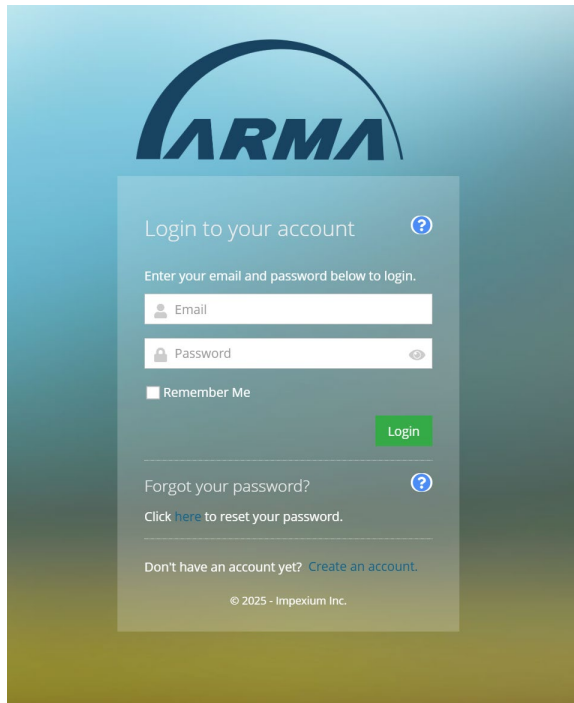 ARMA
Login to your account ?
Enter your email and password below to login.
Email
Password
Remember Me
Login
Forgot your password? ?
Click here to reset your password.
Don't have an account yet? Create an account.
© 2025 - Impexium Inc.